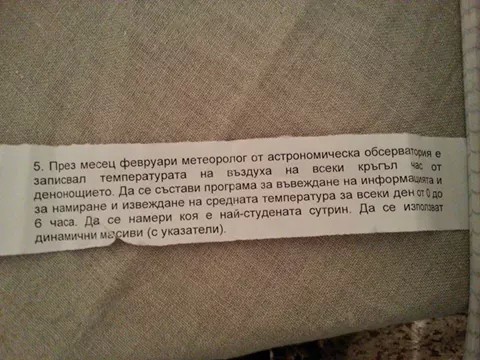 5. През месец февруари метеоролог от астрономическа обсерватория е
записвал температурата на въздуха на всеки кръгъл час от
денонощието. Да се състави програма за въвеждане на информацията и
за намиране и извеждане на средната температура за всеки ден от 0 до
6 часа. Да се намери коя е най-студената сутрин. Да се използват
динамични масиви (с указатели).